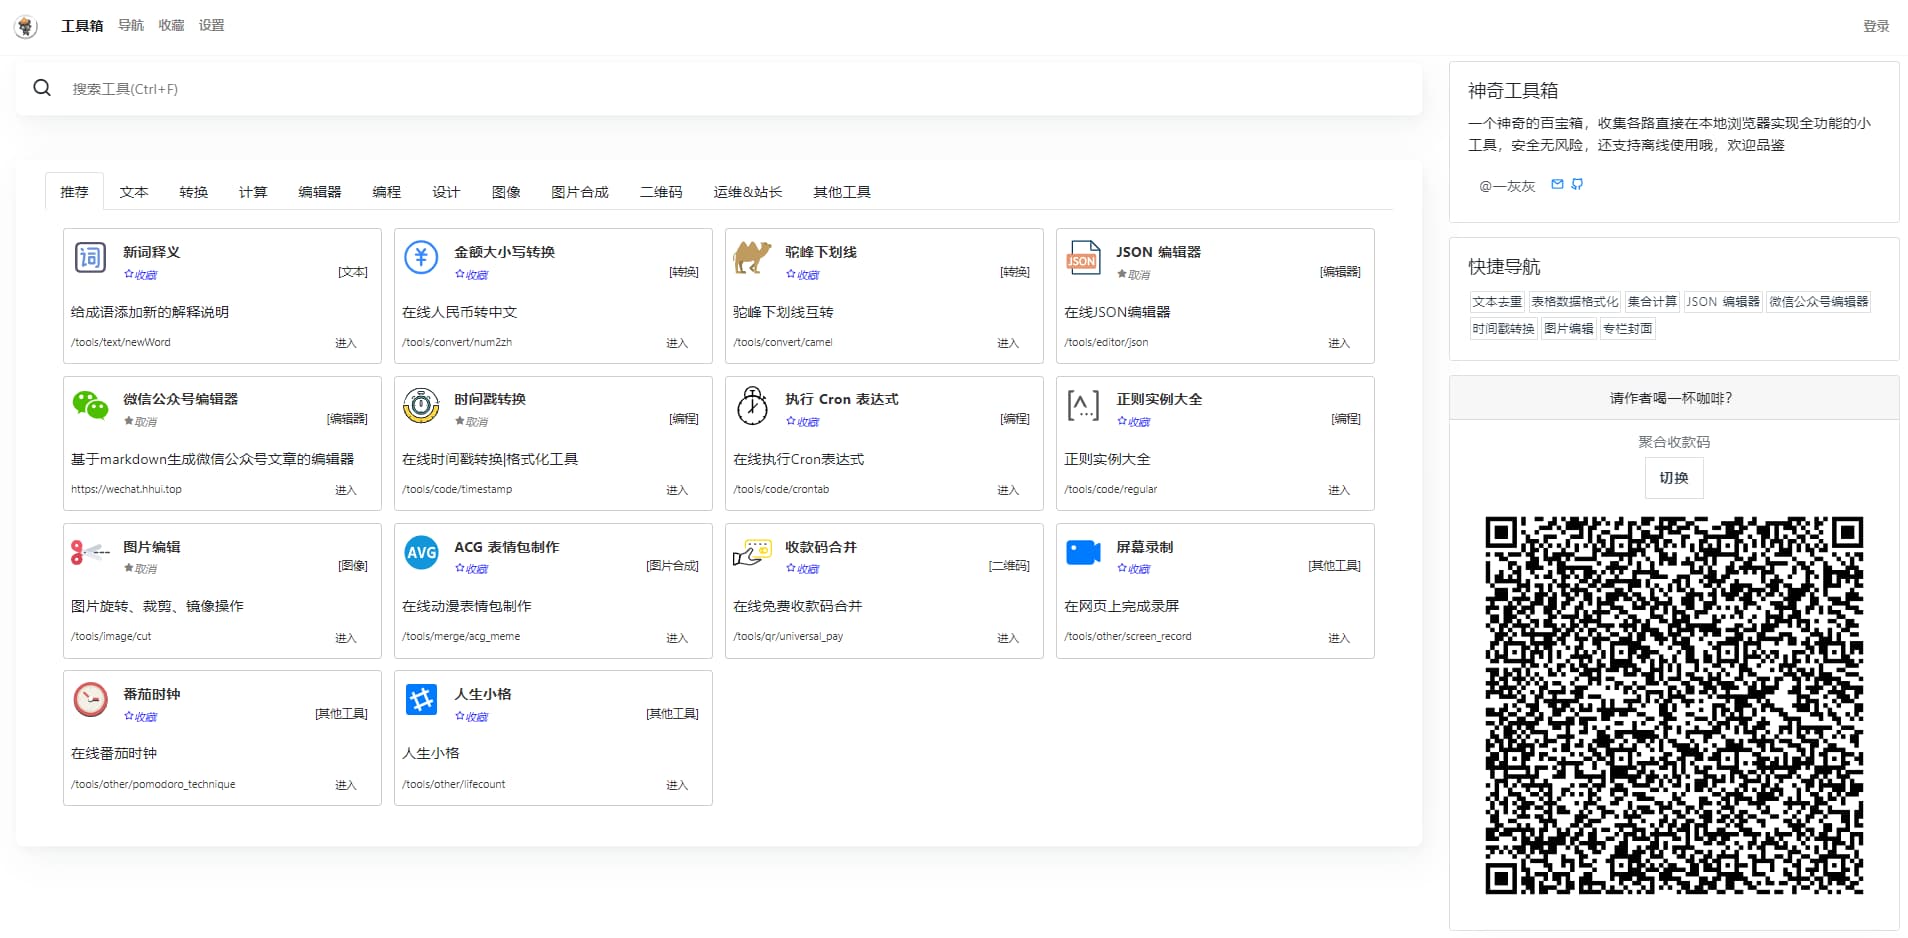 工具箱 导航 收藏 设置 登录
搜索工具(Ctrl+F)
推荐 文本 转换 计算 编辑器 编程 设计 图像 图片合成 二维码 运维&站长 其他工具
词
新词释义
☆收藏
[文本]
给成语添加新的解释说明
/tools/text/newWord 进入
¥
金额大小写转换
☆收藏
[转换]
在线人民币转中文
/tools/convert/num2zh 进入
驼峰下划线
☆收藏
[转换]
驼峰下划线互转
/tools/convert/camel 进入
JSON
JSON 编辑器
★取消
[编辑器]
在线JSON编辑器
/tools/editor/json 进入
微信公众号编辑器
★取消
[编辑器]
基于markdown生成微信公众号文章的编辑器
https://wechat.hhui.top 进入
时间戳转换
★取消
[编程]
在线时间戳转换|格式化工具
/tools/code/timestamp 进入
执行 Cron 表达式
☆收藏
[编程]
在线执行Cron表达式
/tools/code/crontab 进入
[^...]
正则实例大全
☆收藏
[编程]
正则实例大全
/tools/code/regular 进入
图片编辑
★取消
[图像]
图片旋转、裁剪、镜像操作
/tools/image/cut 进入
AVG
ACG 表情包制作
☆收藏
[图片合成]
在线动漫表情包制作
/tools/merge/acg_meme 进入
收款码合并
☆收藏
[二维码]
在线免费收款码合并
/tools/qr/universal_pay 进入
屏幕录制
☆收藏
[其他工具]
在网页上完成录屏
/tools/other/screen_record 进入
番茄时钟
☆收藏
[其他工具]
在线番茄时钟
/tools/other/pomodoro_technique 进入
人生小格
☆收藏
[其他工具]
人生小格
/tools/other/lifecount 进入
神奇工具箱
一个神奇的百宝箱，收集各路直接在本地浏览器实现全功能的小
工具，安全无风险，还支持离线使用哦，欢迎品鉴
@一灰灰
快捷导航
文本去重 表格数据格式化 集合计算 JSON 编辑器 微信公众号编辑器
时间戳转换 图片编辑 专栏封面
请作者喝一杯咖啡?
聚合收款码
切换